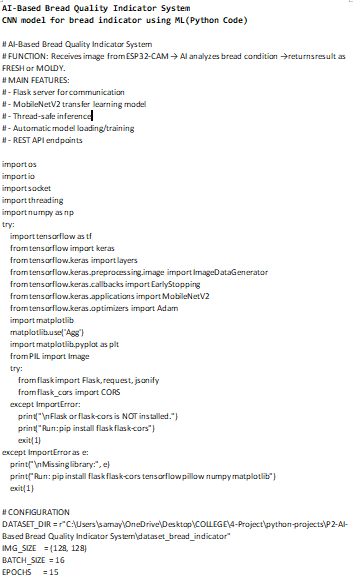 AI-Based Bread Quality Indicator System
CNN model for bread indicator using ML(Python Code)
# AI-Based Bread Quality Indicator System
# FUNCTION: Receives image from ESP32-CAM → AI analyzes bread condition → returns result as
FRESH or MOLDY.
# MAIN FEATURES:
# - Flask server for communication
# - MobileNetV2 transfer learning model
# - Thread-safe inference
# - Automatic model loading/training
# - REST API endpoints
import os
import io
import socket
import threading
import numpy as np
try:
import tensorflow as tf
from tensorflow import keras
from tensorflow.keras import layers
from tensorflow.keras.preprocessing.image import ImageDataGenerator
from tensorflow.keras.callbacks import EarlyStopping
from tensorflow.keras.applications import MobileNetV2
from tensorflow.keras.optimizers import Adam
import matplotlib
matplotlib.use('Agg')
import matplotlib.pyplot as plt
from PIL import Image
try:
from flask import Flask, request, jsonify
from flask_cors import CORS
except ImportError:
print("\nFlask or flask-cors is NOT installed.")
print("Run: pip install flask flask-cors")
exit(1)
except ImportError as e:
print("\nMissing library:", e)
print("Run: pip install flask flask-cors tensorflow pillow numpy matplotlib")
exit(1)
# CONFIGURATION
DATASET_DIR = r"C:\Users\samay\OneDrive\Desktop\COLLEGE\4-Project\python-projects\P2-AI-
Based Bread Quality Indicator System\dataset_bread_indicator"
IMG_SIZE = (128, 128)
BATCH_SIZE = 16
EPOCHS = 15